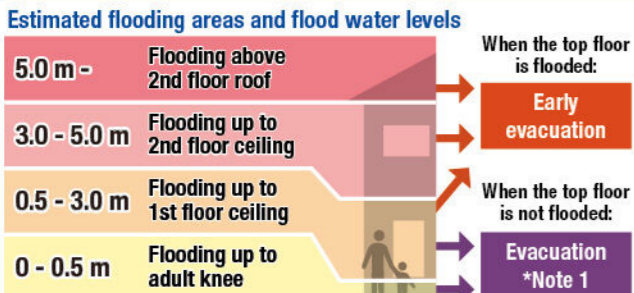 Estimated flooding areas and flood water levels
5.0 m -
Flooding above
2nd floor roof
3.0 - 5.0 m
Flooding up to
2nd floor ceiling
0.5 - 3.0 m
Flooding up to
1st floor ceiling
0 - 0.5 m
Flooding up to
adult knee
When the top floor
is flooded:
Early
evacuation
When the top floor
is not flooded:
Evacuation
*Note 1